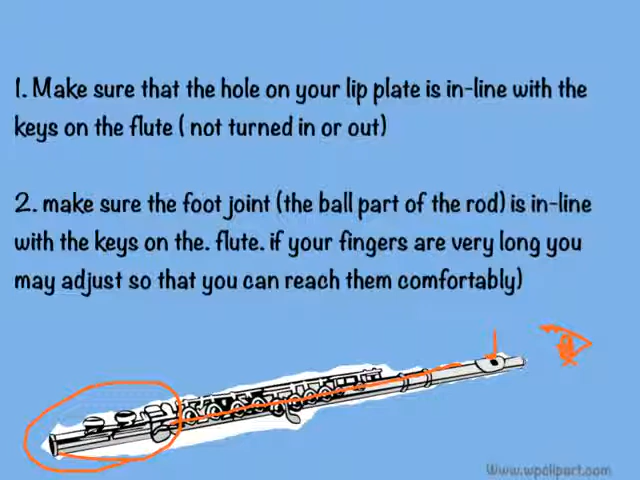 1. Make sure that the hole on your lip plate is in-line with the
keys on the flute ( not turned in or out)
2. make sure the foot joint (the ball part of the rod) is in-line
with the keys on the. flute. if your fingers are very long you
may adjust so that you can reach them comfortably)
Www.wpclipart.com